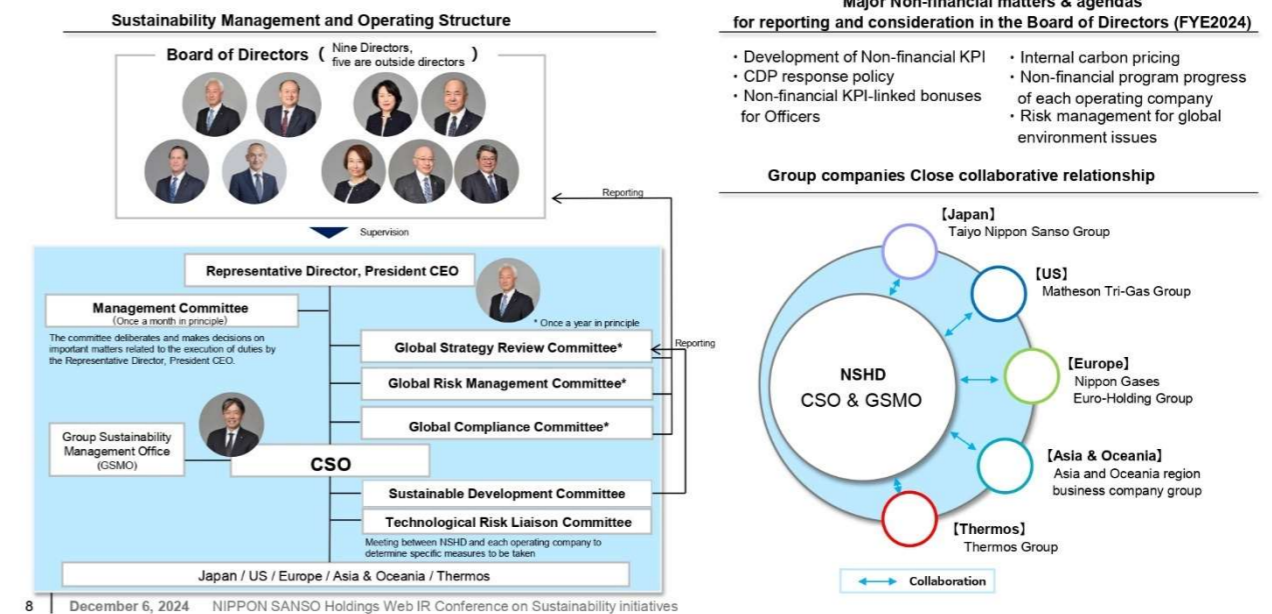 Sustainability Management and Operating Structure
Board of Directors ( Nine Directors,
five are outside directors )
Reporting
Supervision
Representative Director, President CEO
Management Committee
(Once a month in principle)
The committee deliberates and makes decisions on
important matters related to the execution of duties by
the Representative Director, President CEO.
* Once a year in principle
Global Strategy Review Committee*
Reporting
Global Risk Management Committee*
Global Compliance Committee*
Group Sustainability
Management Office
(GSMO)
CSO
Sustainable Development Committee
Technological Risk Liaison Committee
Meeting between NSHD and each operating company to
determine specific measures to be taken
Japan / US / Europe / Asia & Oceania / Thermos
Major Non-financial matters & agendas
for reporting and consideration in the Board of Directors (FYE2024)
・Development of Non-financial KPI
・CDP response policy
・Non-financial KPI-linked bonuses
for Officers
・Internal carbon pricing
・Non-financial program progress
of each operating company
・Risk management for global
environment issues
Group companies Close collaborative relationship
【Japan】
Taiyo Nippon Sanso Group
【US】
Matheson Tri-Gas Group
【Europe】
Nippon Gases
Euro-Holding Group
【Asia & Oceania】
Asia and Oceania region
business company group
【Thermos】
Thermos Group
NSHD
CSO & GSMO
Collaboration
8 | December 6, 2024 NIPPON SANSO Holdings Web IR Conference on Sustainability initiatives